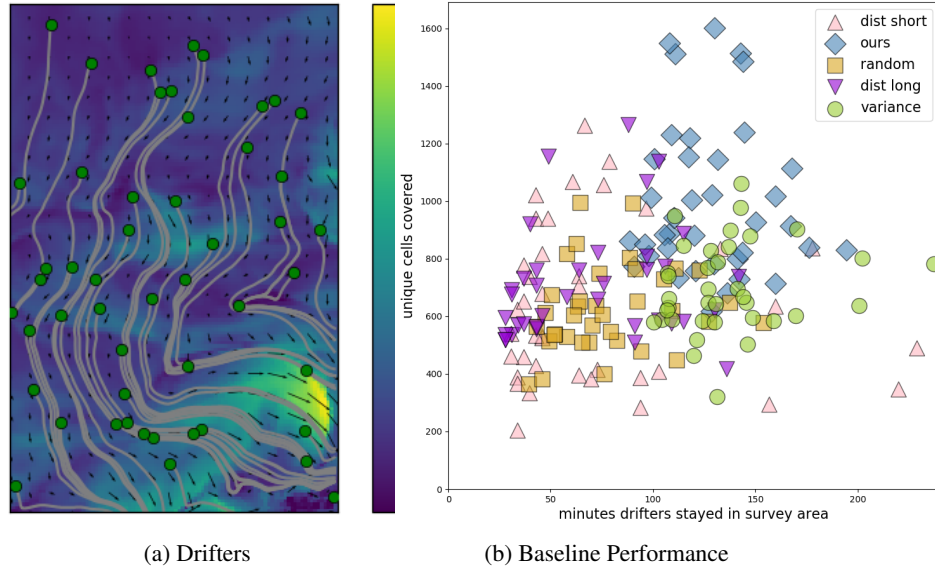 1600
1400
1200
1000
800
600
400
200
0
unique cells covered
dist short
ours
random
dist long
variance
0 50 100 150 200
minutes drifters stayed in survey area
(a) Drifters
(b) Baseline Performance